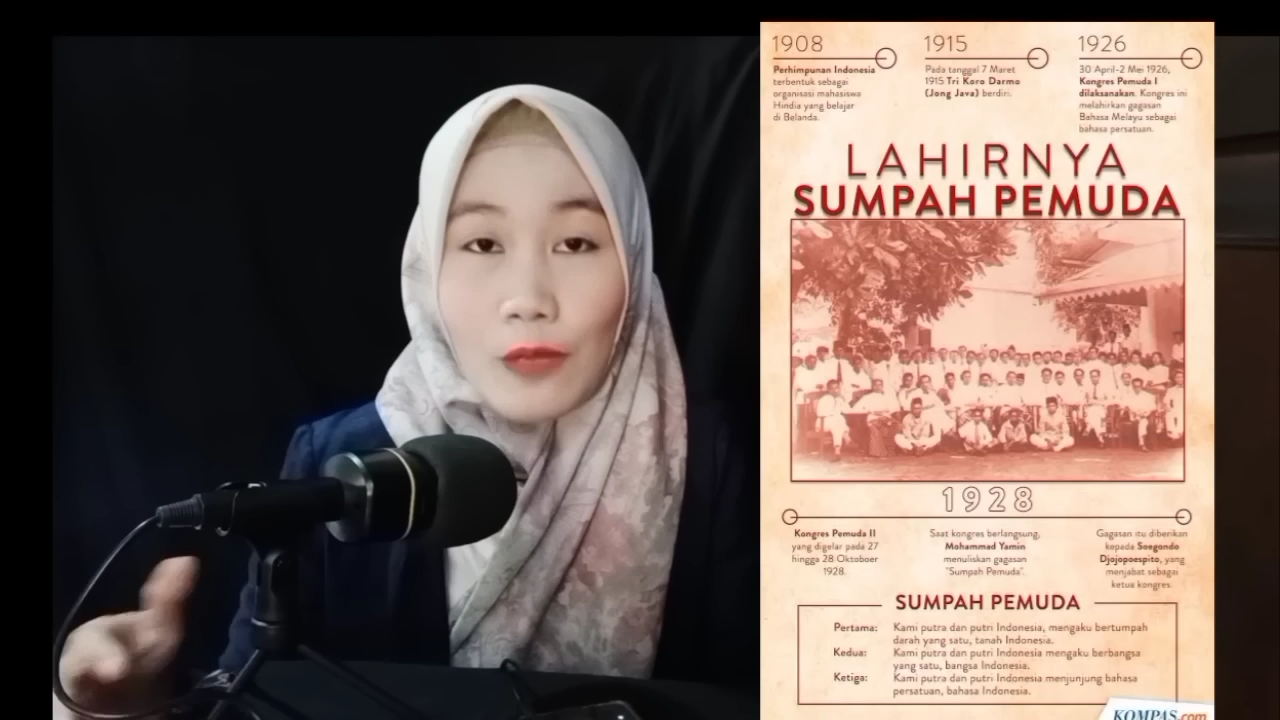 1908
Perhimpunan Indonesia
terbentuk sebagai
organisasi mahasiswa
Hindia yang belajar
di Belanda.
1915
Pada tanggal 7 Maret
1915 Tri Koro Darmo
(Jong Java) berdiri.
1926
30 April-2 Mei 1926,
Kongres Pemuda I
dilaksanakan. Kongres ini
melahirkan gagasan
Bahasa Melayu sebagai
bahasa persatuan.
LAHIRNYA
SUMPAH PEMUDA
1928
Kongres Pemuda II
yang digelar pada 27
hingga 28 Oktoboer
1928.
Saat kongres berlangsung,
Mohammad Yamin
menuliskan gagasan
"Sumpah Pemuda".
Gagasan itu diberikan
kepada Soegondo
Djojopoespito, yang
menjabat sebagai
ketua kongres.
SUMPAH PEMUDA
Pertama: Kami putra dan putri Indonesia, mengaku bertumpah
darah yang satu, tanah Indonesia.
Kedua: Kami putra dan putri Indonesia mengaku berbangsa
yang satu, bangsa Indonesia.
Ketiga: Kami putra dan putri Indonesia menjunjung bahasa
persatuan, bahasa Indonesia.
KOMPAS.com